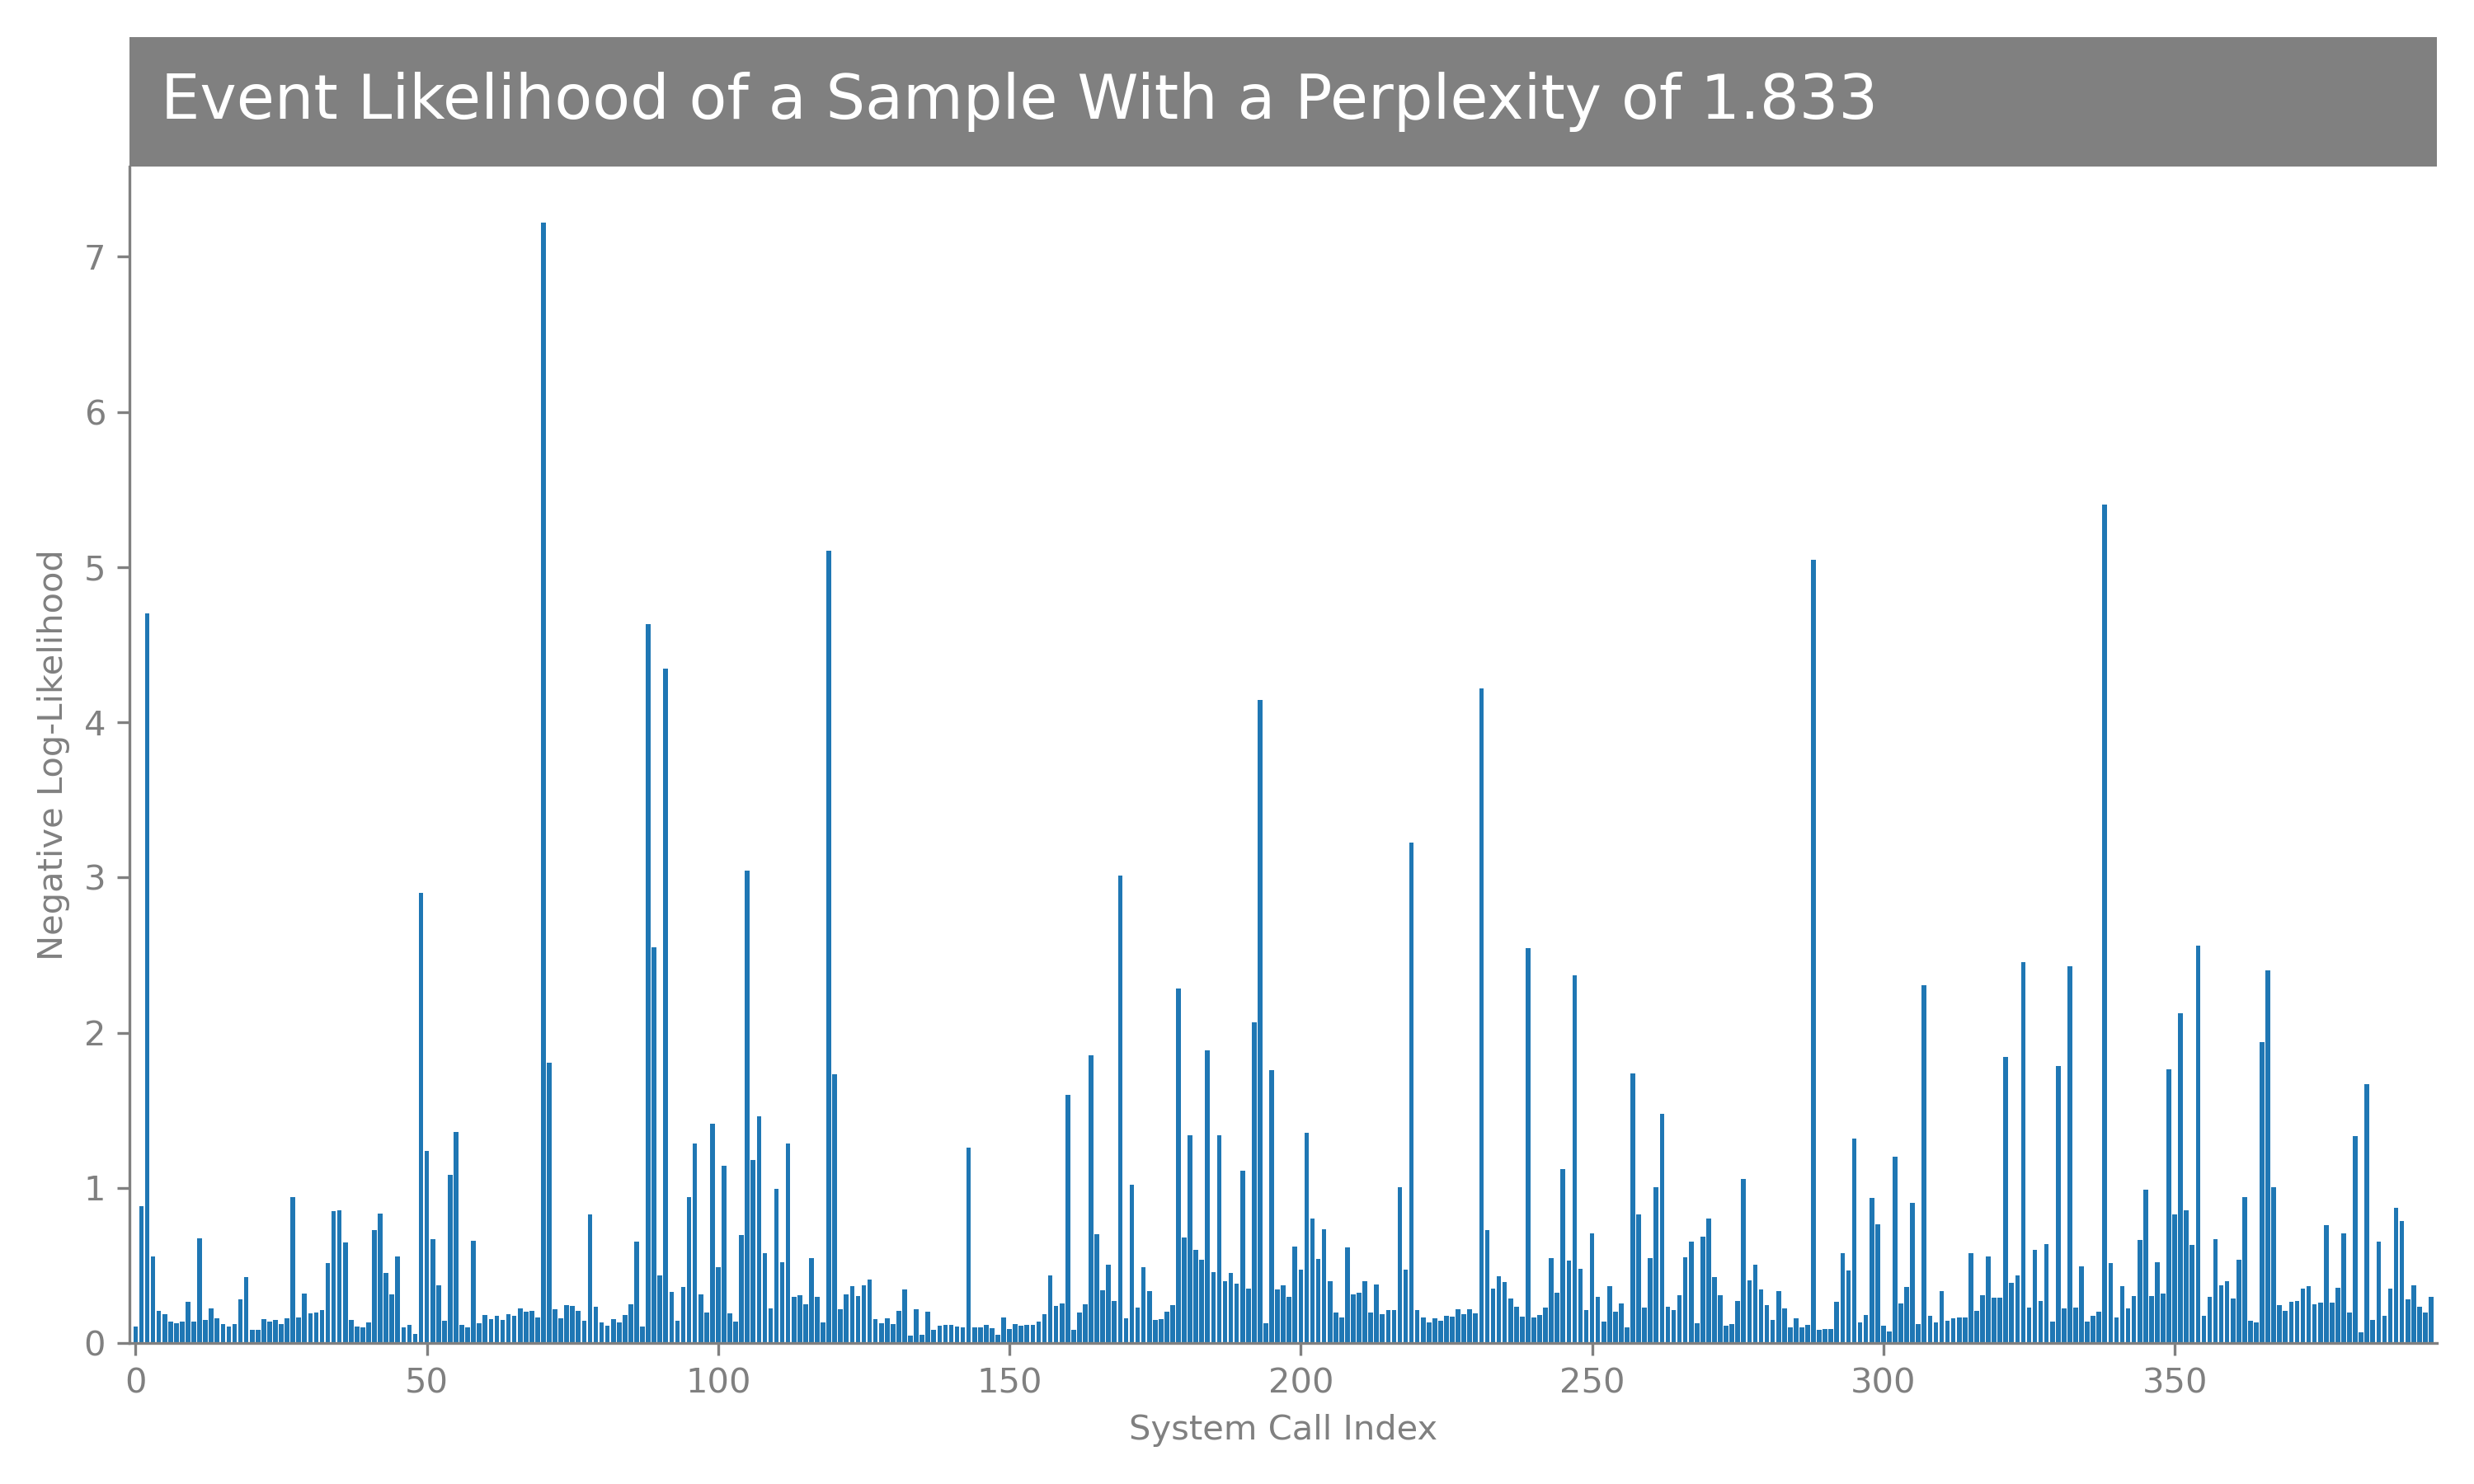 Event Likelihood of a Sample With a Perplexity of 1.833
7
6
5
4
3
2
1
0
Negative Log-Likelihood
0 50 100 150 200 250 300 350
System Call Index